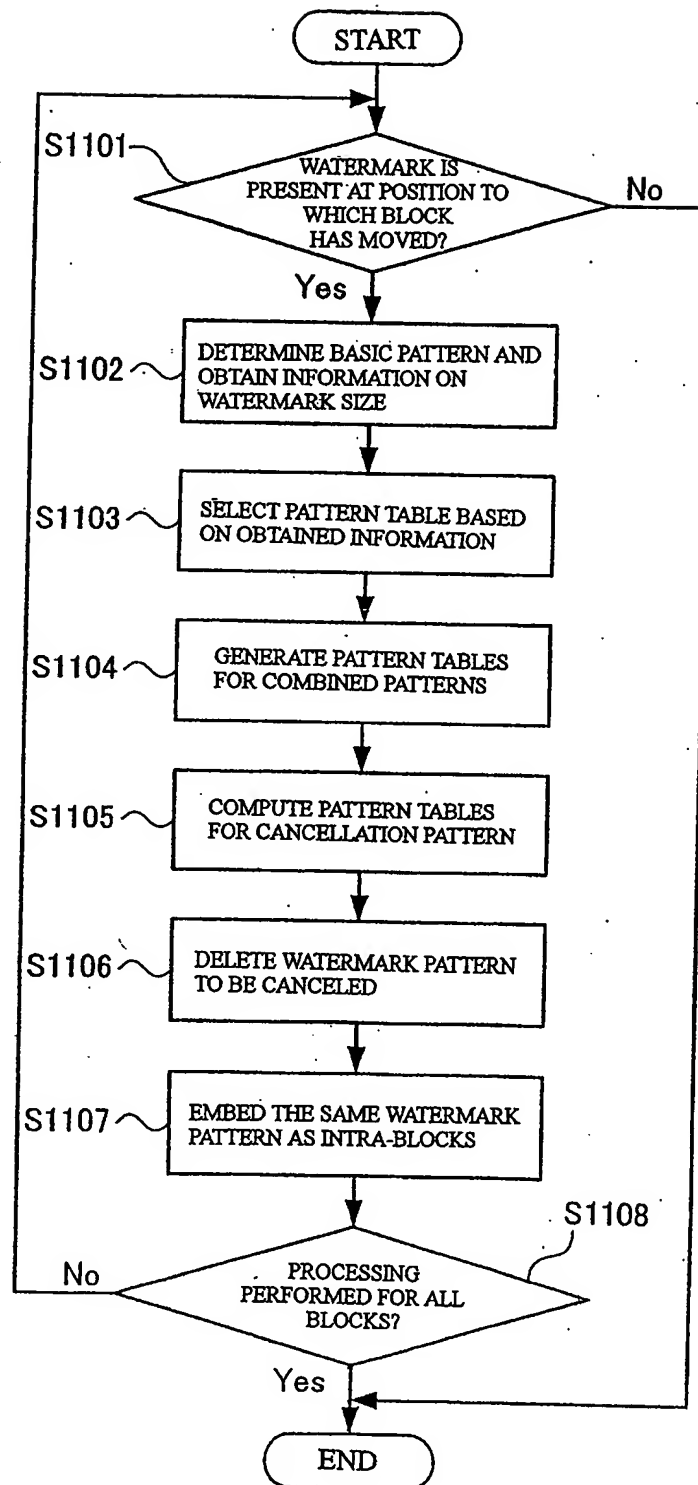 START
S1101
WATERMARK IS
PRESENT AT POSITION TO
WHICH BLOCK
HAS MOVED?
No
Yes
S1102
DETERMINE BASIC PATTERN AND
OBTAIN INFORMATION ON
WATERMARK SIZE
S1103
SELECT PATTERN TABLE BASED
ON OBTAINED INFORMATION
S1104
GENERATE PATTERN TABLES
FOR COMBINED PATTERNS
S1105
COMPUTE PATTERN TABLES
FOR CANCELLATION PATTERN
S1106
DELETE WATERMARK PATTERN
TO BE CANCELED
S1107
EMBED THE SAME WATERMARK
PATTERN AS INTRA-BLOCKS
S1108
No
PROCESSING
PERFORMED FOR ALL
BLOCKS?
Yes
END